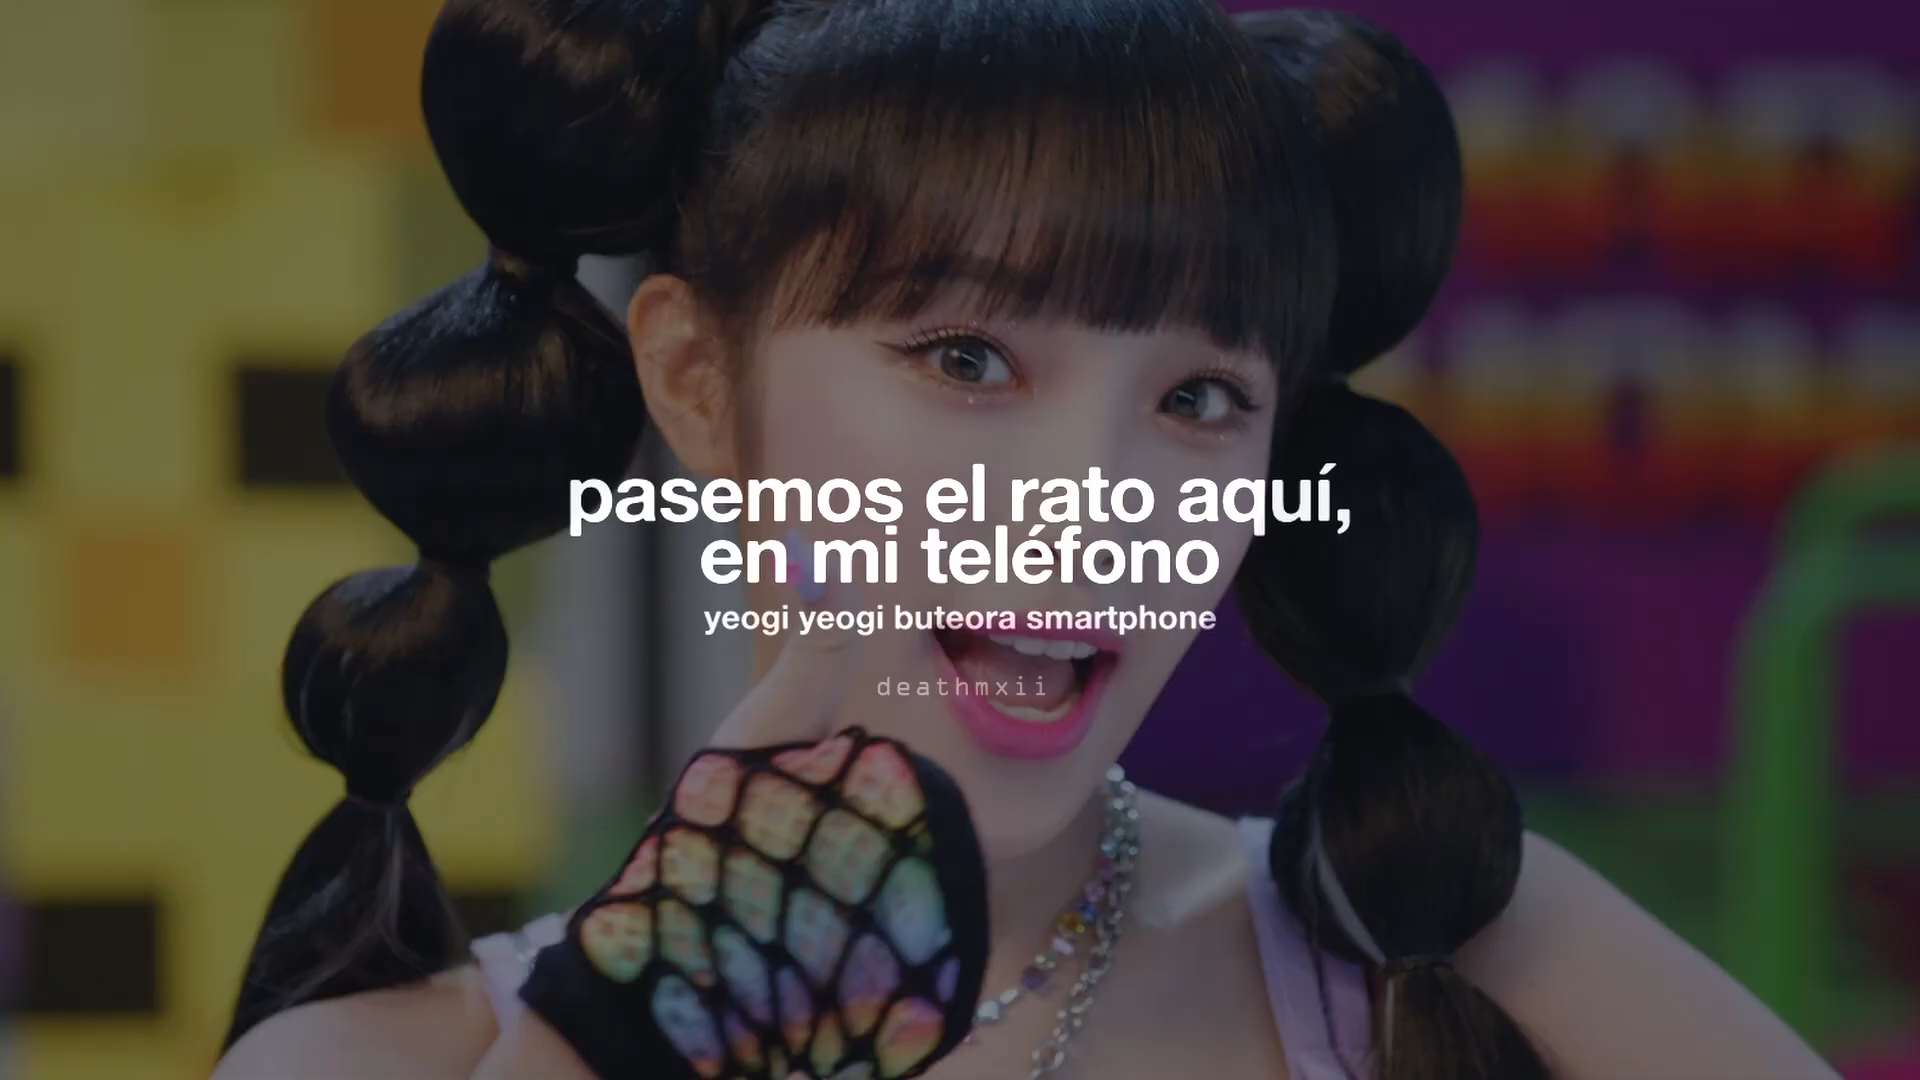 pasemos el rato aquí,
en mi teléfono
yeogi yeogi buteora smartphone
deathmxii